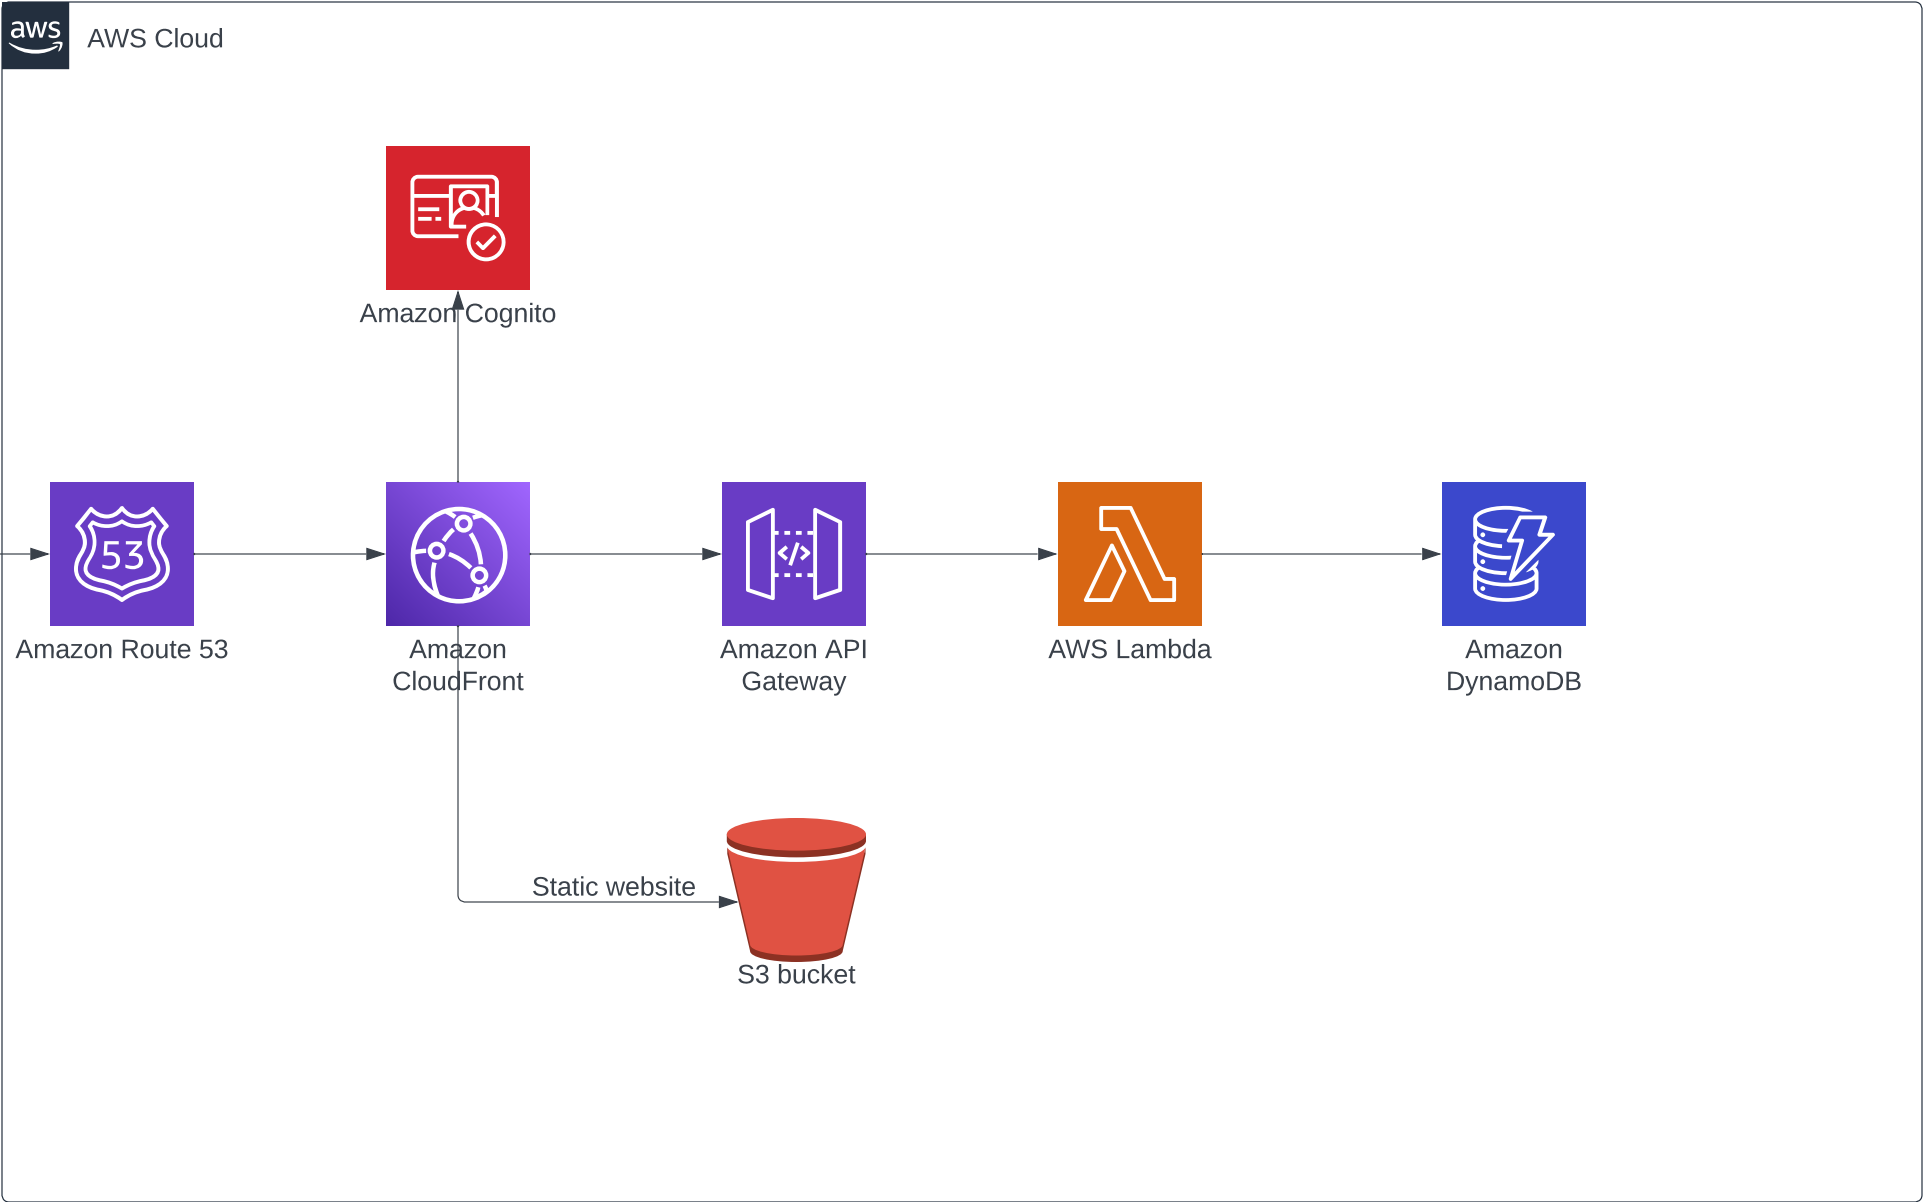 aws
AWS Cloud
Amazon Cognito
53
Amazon Route 53
Amazon
CloudFront
</>
Amazon API
Gateway
AWS Lambda
Amazon
DynamoDB
Static website
S3 bucket